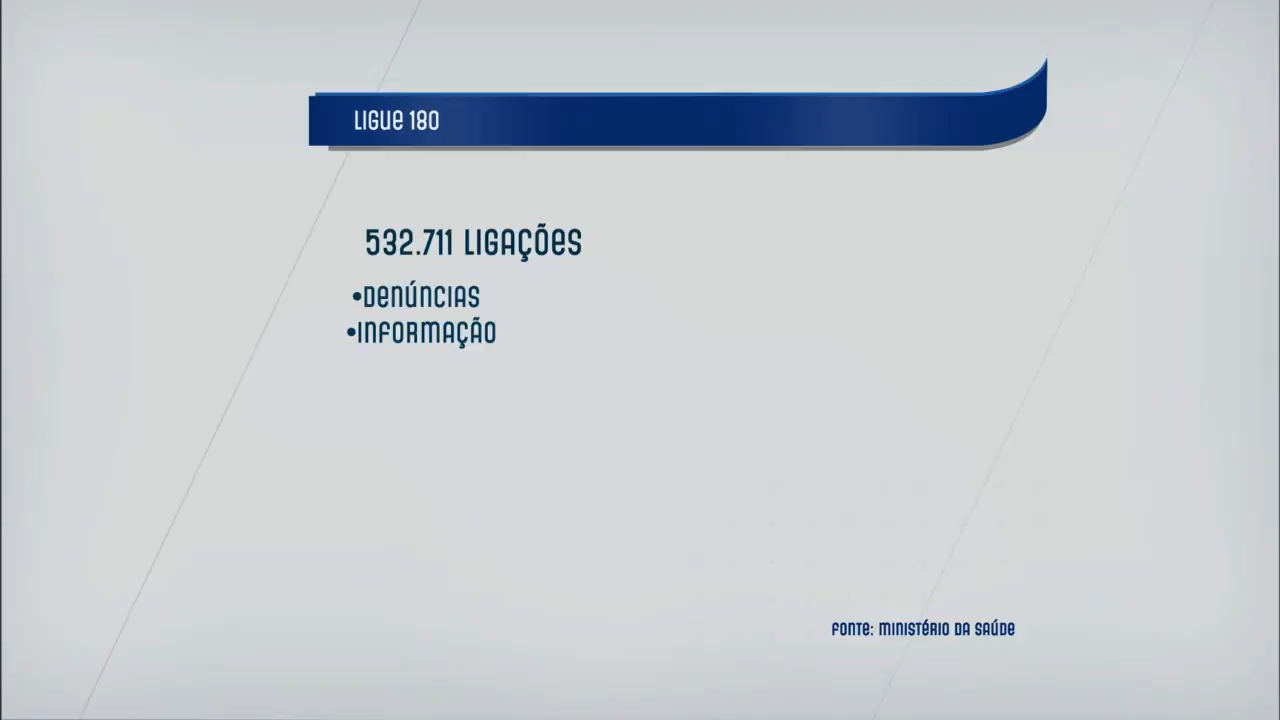 LIGUE 180
532.711 LIGAÇÕES
•DENÚNCIAS
•INFORMAÇÃO
FONTE: MINISTÉRIO DA SAÚDE